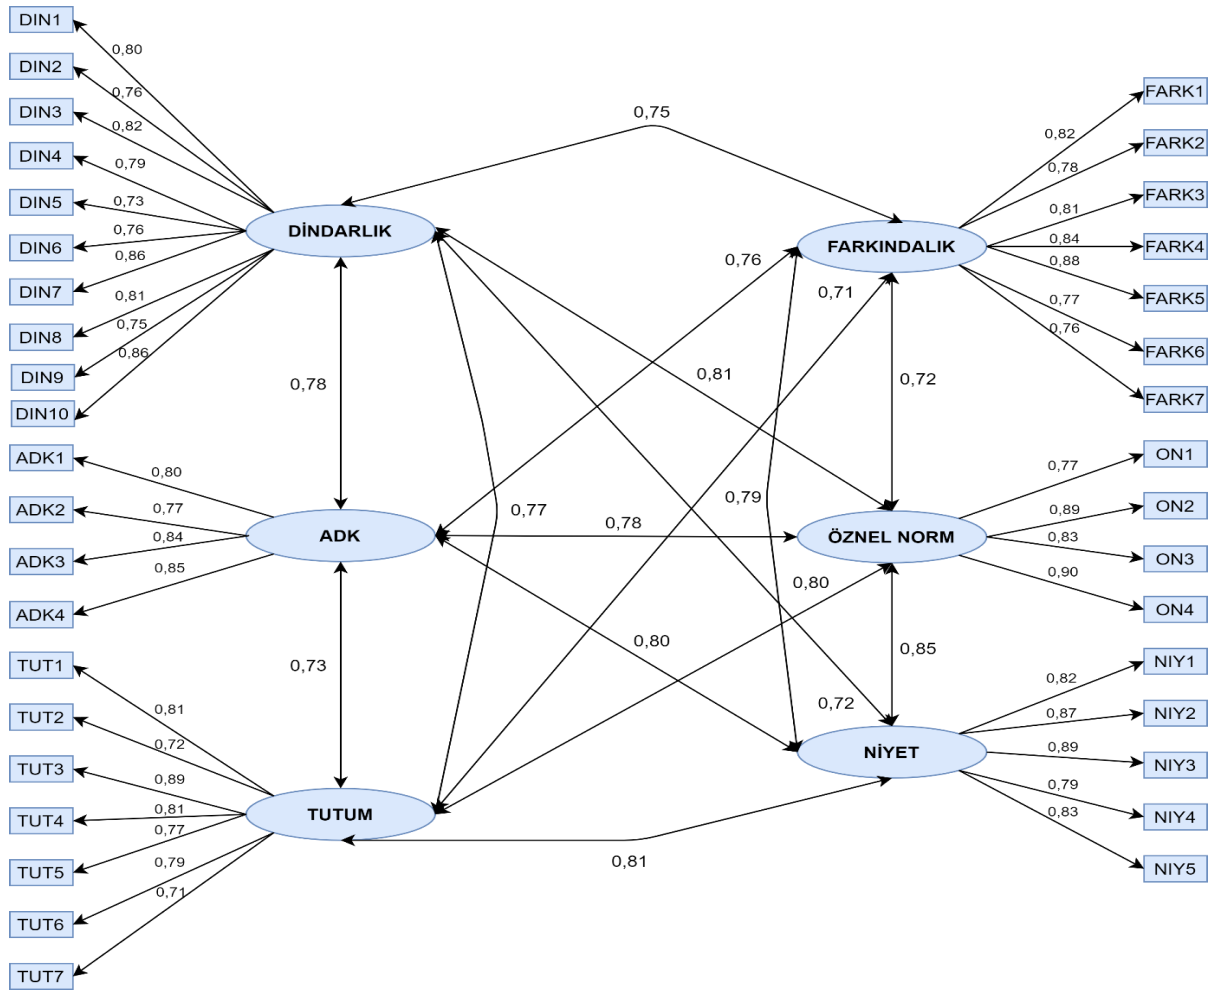 DIN1
DIN2
DIN3
DIN4
DIN5
DIN6
DIN7
DIN8
DIN9
DIN10
0,80
0,76
0,82
0,79
0,73
0,76
0,86
0,81
0,75
0,86
DİNDARLIK
ADK1
ADK2
ADK3
ADK4
0,80
0,77
0,84
0,85
ADK
TUT1
TUT2
TUT3
TUT4
TUT5
TUT6
TUT7
0,81
0,72
0,89
0,81
0,77
0,79
0,71
TUTUM
0,75
0,76
0,71
0,81
0,72
0,78
0,77
0,78
0,79
0,80
0,80
0,85
0,73
0,72
0,81
FARKINDALIK
0,82
0,78
0,81
0,84
0,88
0,77
0,76
FARK1
FARK2
FARK3
FARK4
FARK5
FARK6
FARK7
ÖZNEL NORM
0,77
0,89
0,83
0,90
ON1
ON2
ON3
ON4
NİYET
0,82
0,87
0,89
0,79
0,83
NIY1
NIY2
NIY3
NIY4
NIY5